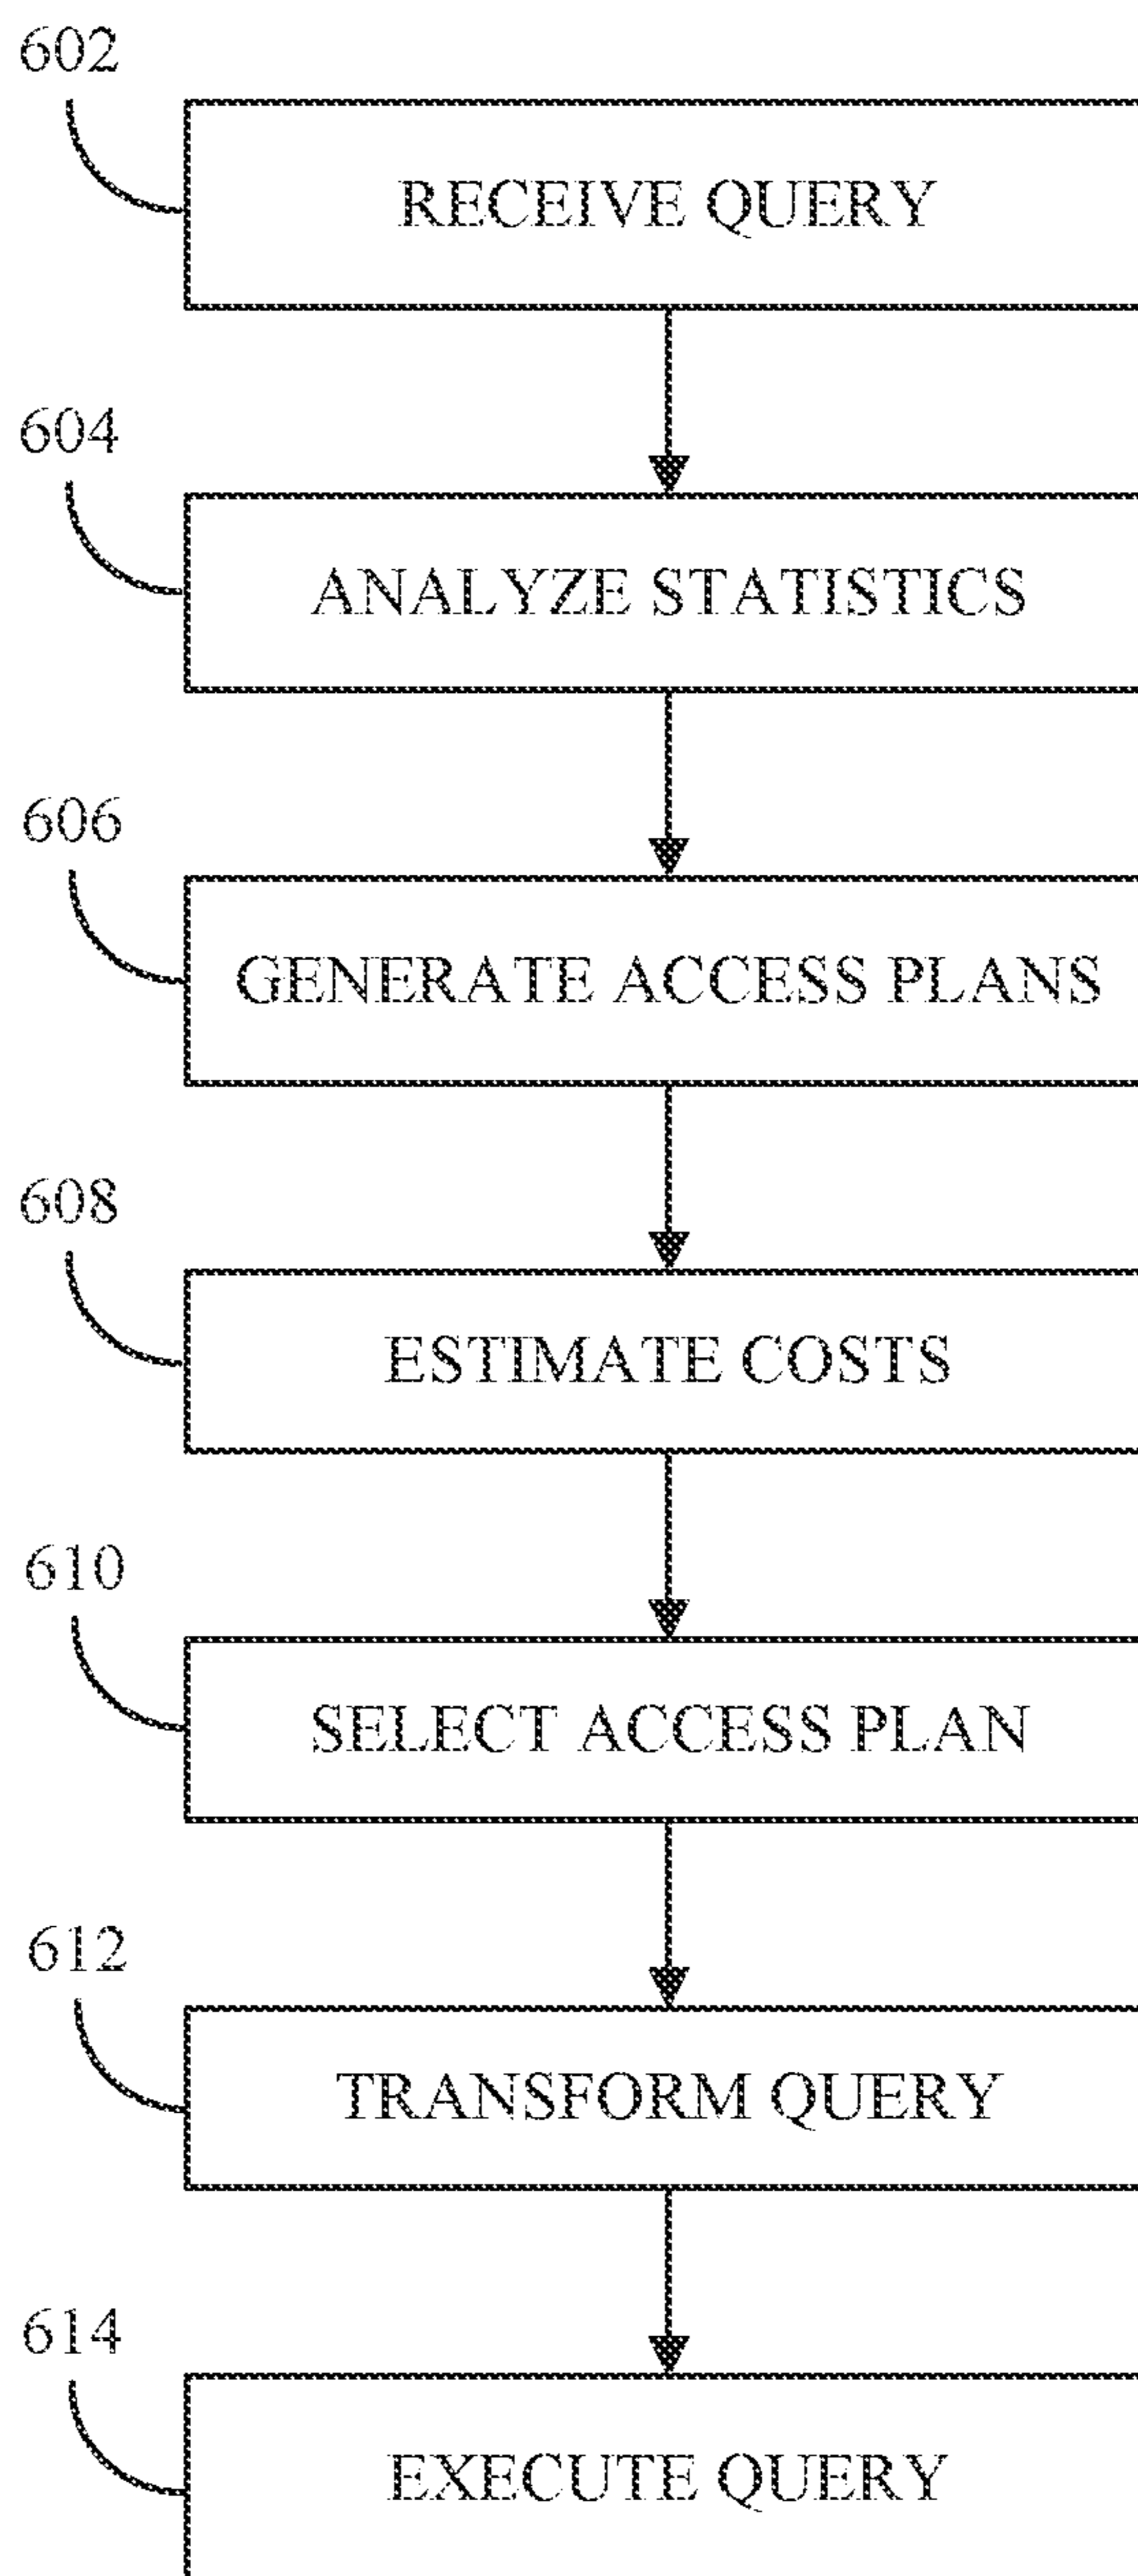 602
RECEIVE QUERY
604
ANALYZE STATISTICS
606
GENERATE ACCESS PLANS
608
ESTIMATE COSTS
610
SELECT ACCESS PLAN
612
TRANSFORM QUERY
614
EXECUTE QUERY